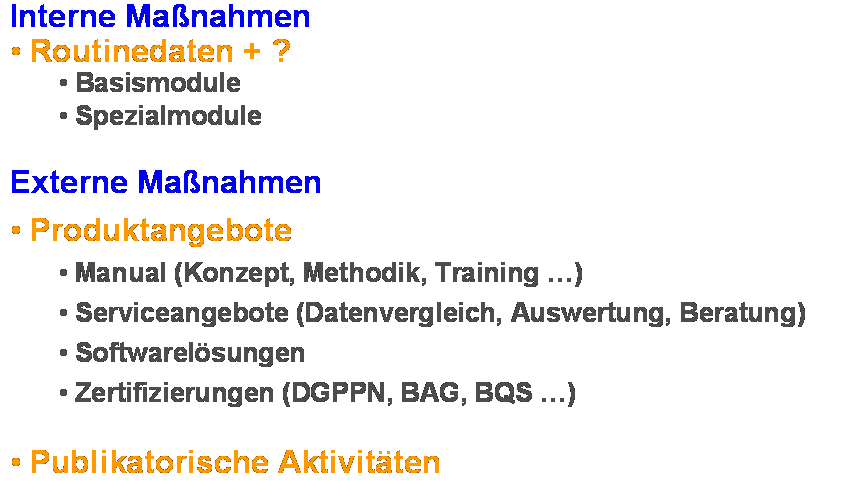 Interne Maßnahmen
• Routinedaten + ?
• Basismodule
• Spezialmodule
Externe Maßnahmen
• Produktangebote
• Manual (Konzept, Methodik, Training …)
• Serviceangebote (Datenvergleich, Auswertung, Beratung)
• Softwarelösungen
• Zertifizierungen (DGPPN, BAG, BQS …)
• Publikatorische Aktivitäten